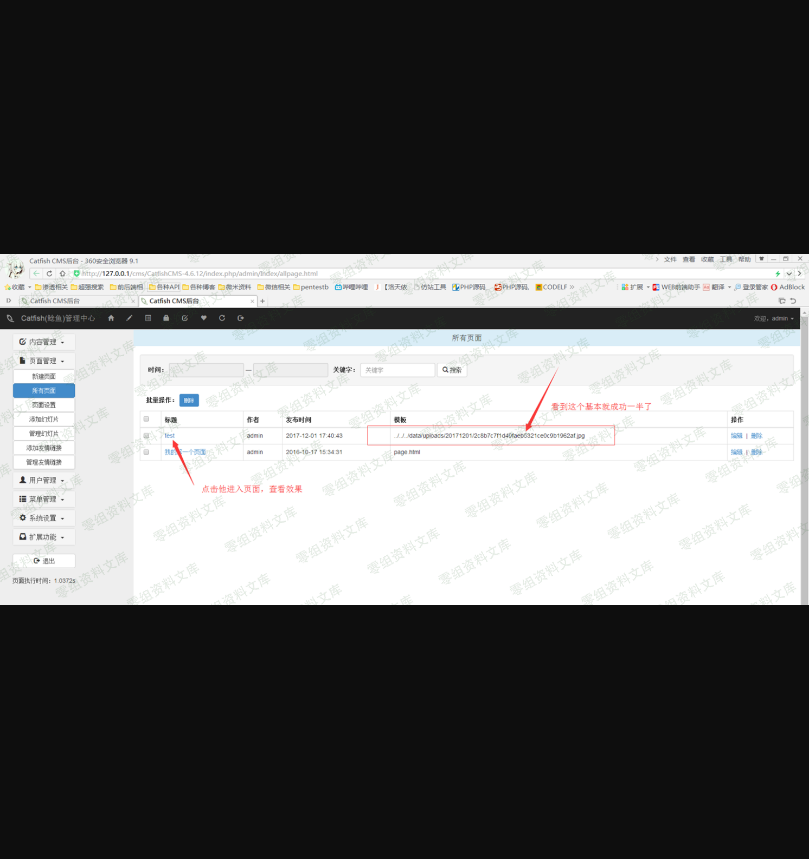 Catfish CMS后台 - 360安全浏览器 9.1
文件 查看 收藏 工具 帮助
http://127.0.0.1/cms/CatfishCMS-4.6.12/index.php/admin/Index/allpage.html
收藏 渗透相关 超强搜索 前后端相 各种API 各种博客 微米资料 微信相关 pentestb 哔哩哔哩 【洛天依 仿站工具 PHP源码 PHP源码, CODELF » 扩展 WEB前端助手 翻译 登录管家 AdBlock
Catfish CMS后台 Catfish CMS后台
Catfish(鲶鱼)管理中心 欢迎, admin
内容管理
页面管理
新建页面
所有页面
页面设置
添加幻灯片
管理幻灯片
添加友情链接
管理友情链接
用户管理
菜单管理
系统设置
扩展功能
退出
页面执行时间: 1.0372s
所有页面
时间: — 关键字: 关键字 搜索
批量操作: 删除
看到这个基本就成功一半了
标题 作者 发布时间 模板 操作
test admin 2017-12-01 17:40:43 编辑 | 删除
我的第一个页面 admin 2016-10-17 15:34:31 page.html 编辑 | 删除
点击他进入页面，查看效果
零组资料文库